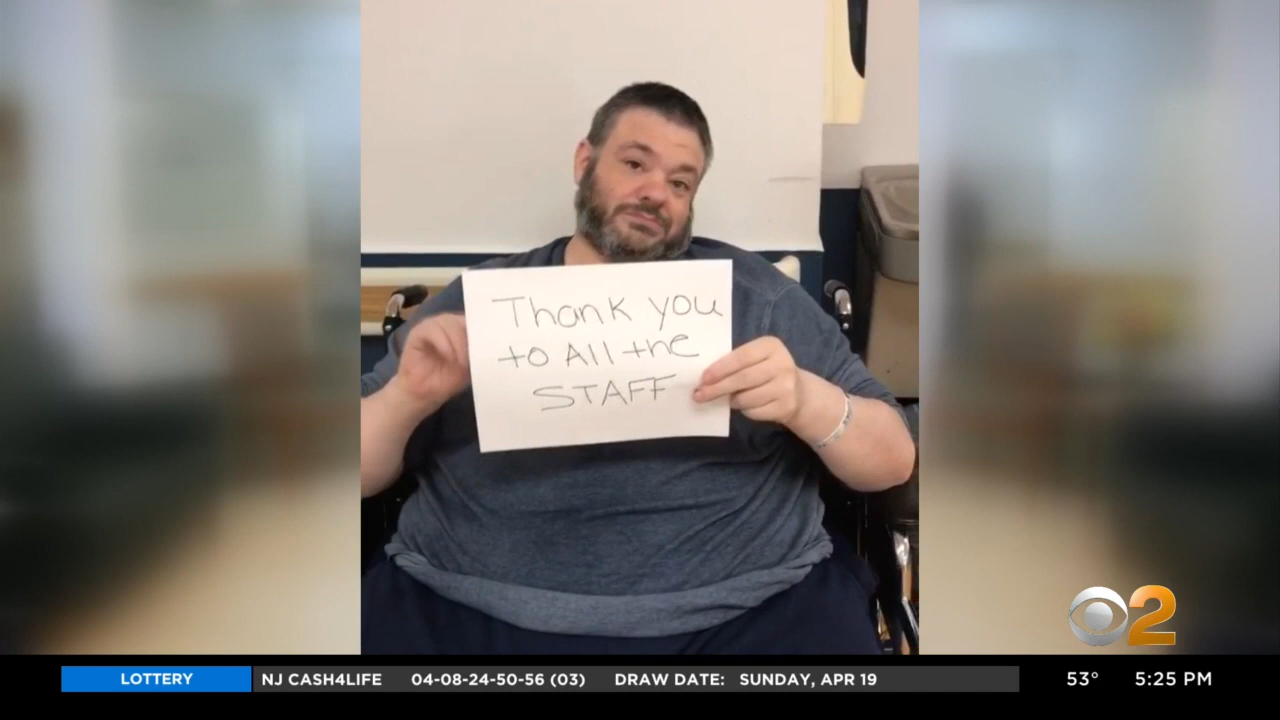 Thank you
to All the
STAFF
2
LOTTERY NJ CASH4LIFE 04-08-24-50-56 (03) DRAW DATE: SUNDAY, APR 19 53° 5:25 PM